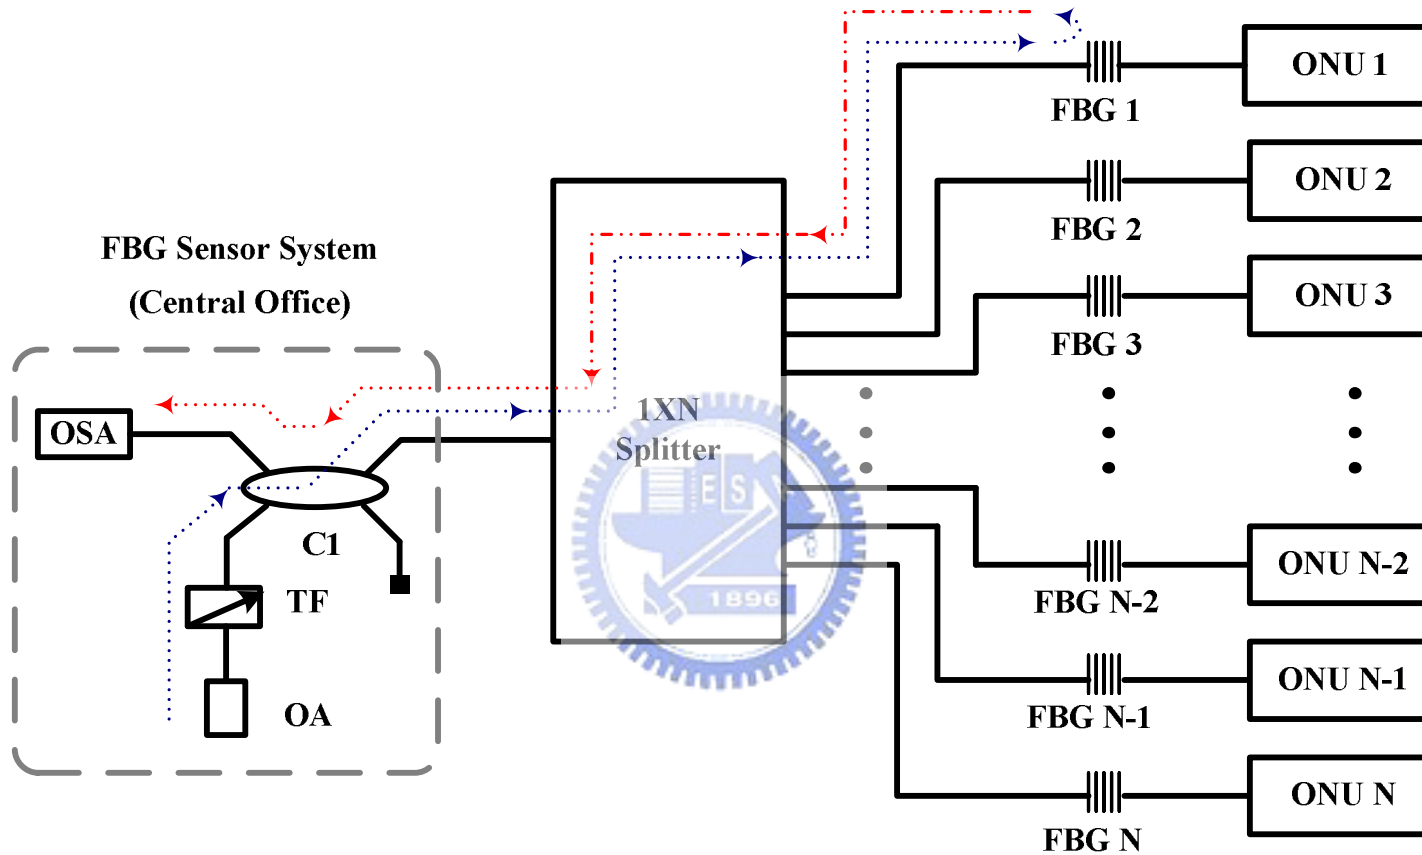 FBG Sensor System
(Central Office)
OSA
C1
TF
OA
1XN
Splitter
ES
1896
FBG 1
ONU 1
FBG 2
ONU 2
FBG 3
ONU 3
FBG N-2
ONU N-2
FBG N-1
ONU N-1
FBG N
ONU N